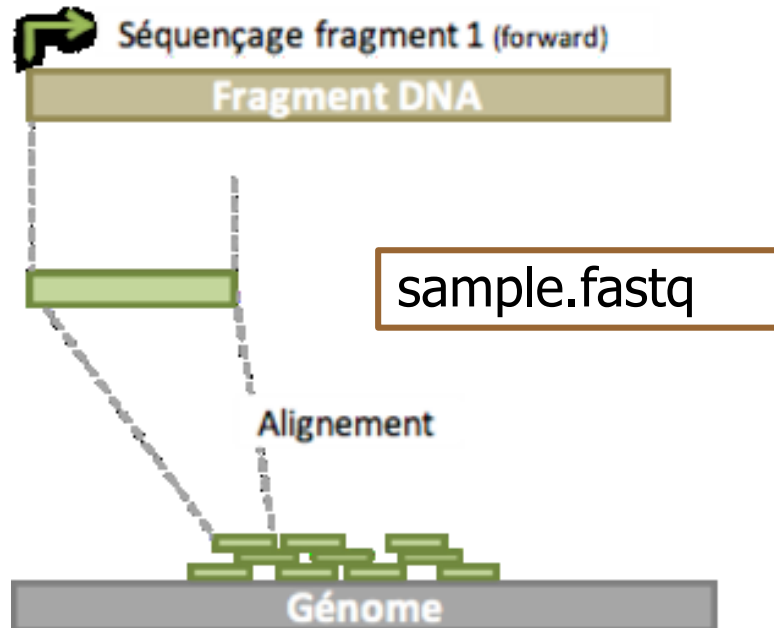 Séquençage fragment 1 (forward)
Fragment DNA
sample.fastq
Alignement
Génome